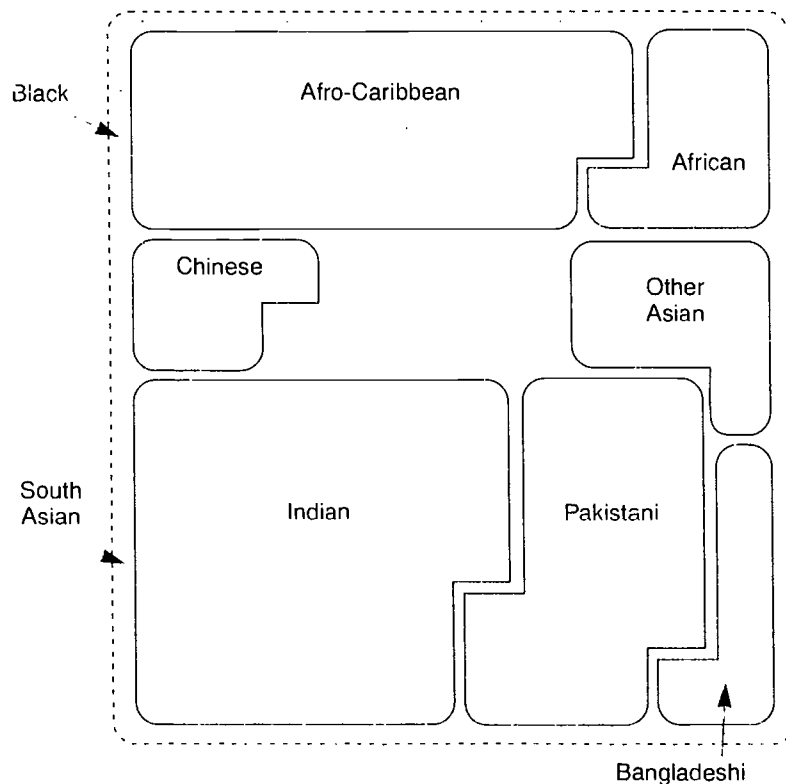 Black
Afro-Caribbean
African
Chinese
Other
Asian
South
Asian
Indian
Pakistani
Bangladeshi